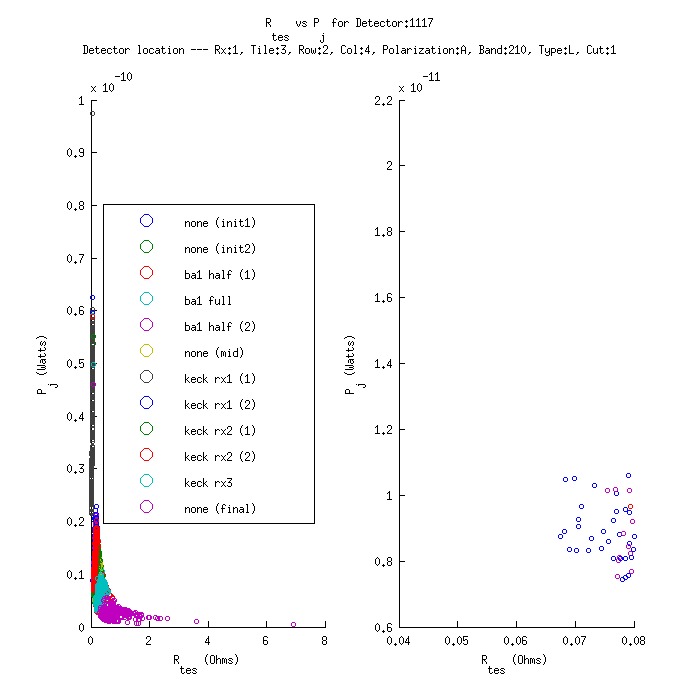 R tes vs P j for Detector:1117
Detector location --- Rx:1, Tile:3, Row:2, Col:4, Polarization:A, Band:210, Type:L, Cut:1
x 10^-10
1
0.9
0.8
0.7
0.6
0.5
0.4
0.3
0.2
0.1
0
P j (Watts)
0 2 4 6 8
R tes (Ohms)
none (init1)
none (init2)
ba1 half (1)
ba1 full
ba1 half (2)
none (mid)
keck rx1 (1)
keck rx1 (2)
keck rx2 (1)
keck rx2 (2)
keck rx3
none (final)
x 10^-11
2.2
2
1.8
1.6
1.4
1.2
1
0.8
0.6
P j (Watts)
0.04 0.05 0.06 0.07 0.08
R tes (Ohms)